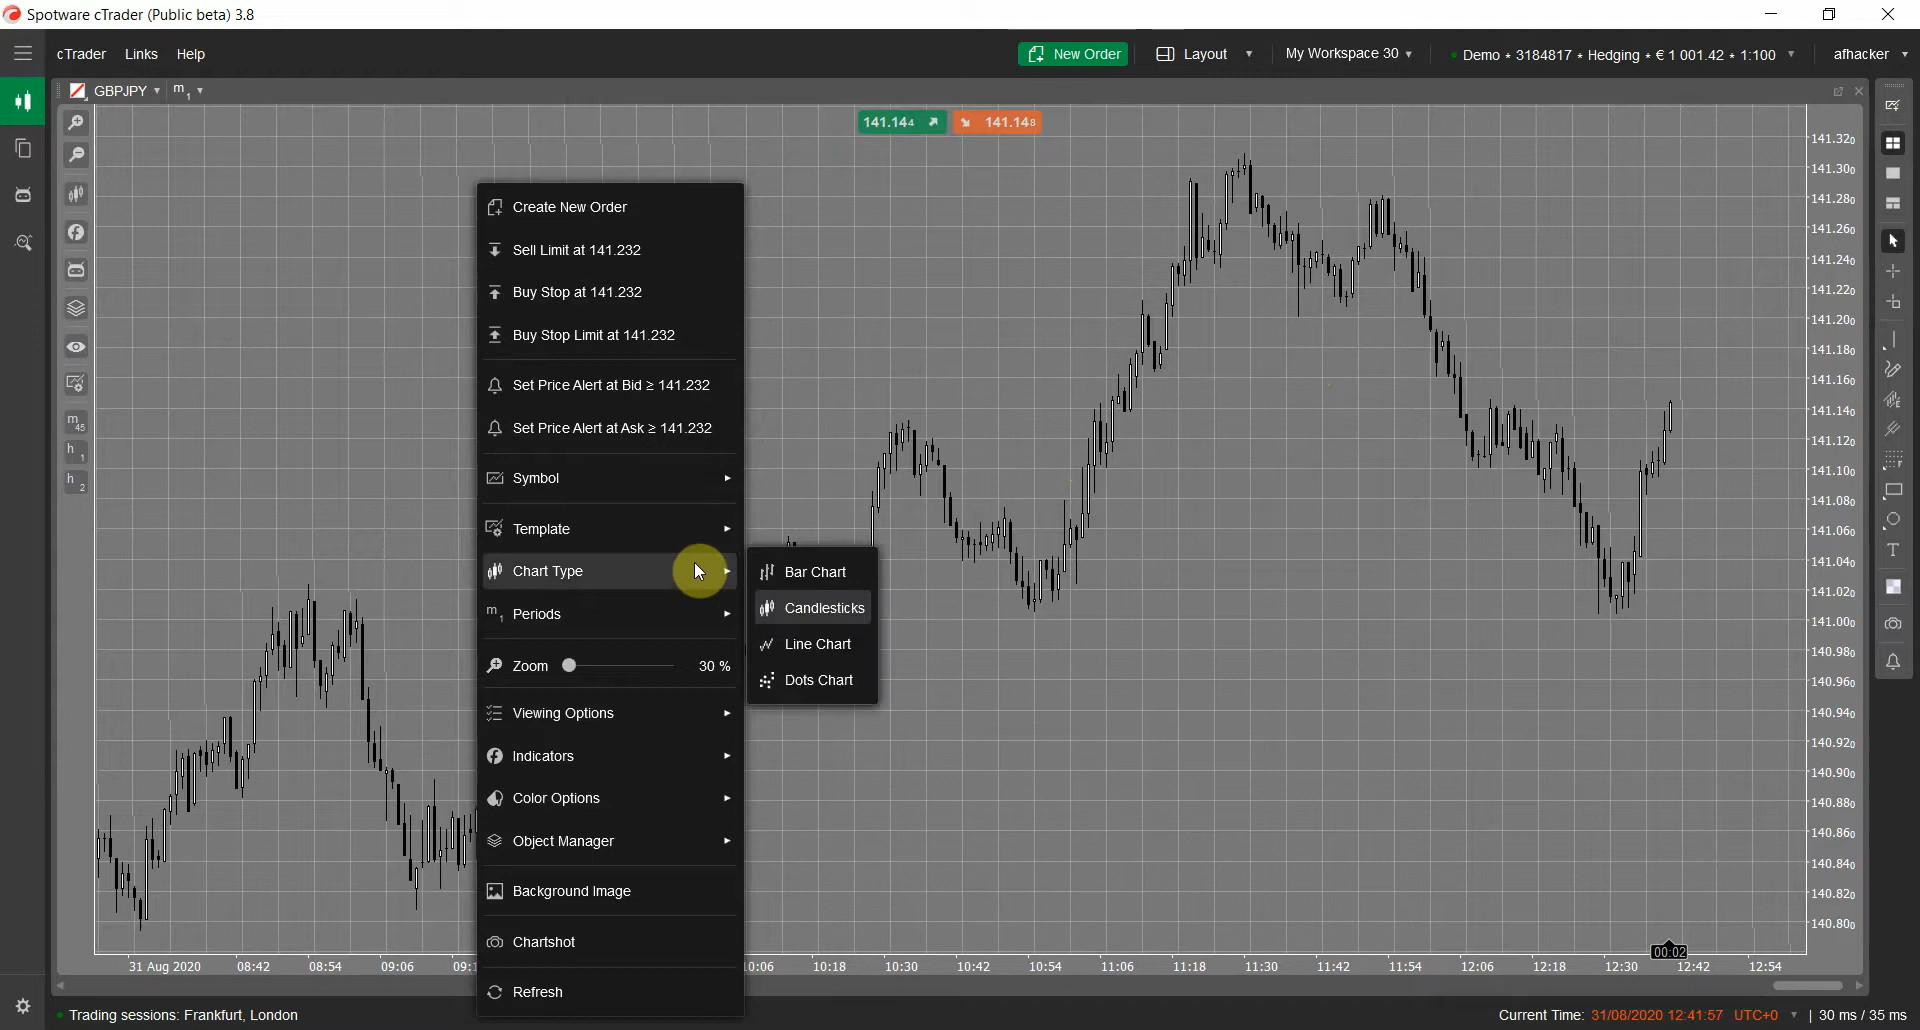 Spotware cTrader (Public beta) 3.8
cTrader Links Help
New Order Layout My Workspace 30 Demo • 3184817 • Hedging • € 1 001.42 • 1:100 afhacker
GBPJPY m1
141.144 141.148
Create New Order
Sell Limit at 141.232
Buy Stop at 141.232
Buy Stop Limit at 141.232
Set Price Alert at Bid ≥ 141.232
Set Price Alert at Ask ≥ 141.232
Symbol
Template
Chart Type
m1 Periods
Zoom 30 %
Viewing Options
Indicators
Color Options
Object Manager
Background Image
Chartshot
Refresh
Bar Chart
Candlesticks
Line Chart
Dots Chart
m45
h1
h2
T
141.320
141.300
141.280
141.260
141.240
141.220
141.200
141.180
141.160
141.140
141.120
141.100
141.080
141.060
141.040
141.020
141.000
140.980
140.960
140.940
140.920
140.900
140.880
140.860
140.840
140.820
140.800
00:02
31 Aug 2020 08:42 08:54 09:06 09:1 0:06 10:18 10:30 10:42 10:54 11:06 11:18 11:30 11:42 11:54 12:06 12:18 12:30 12:42 12:54
Trading sessions: Frankfurt, London
Current Time: 31/08/2020 12:41:57 UTC+0 | 30 ms / 35 ms